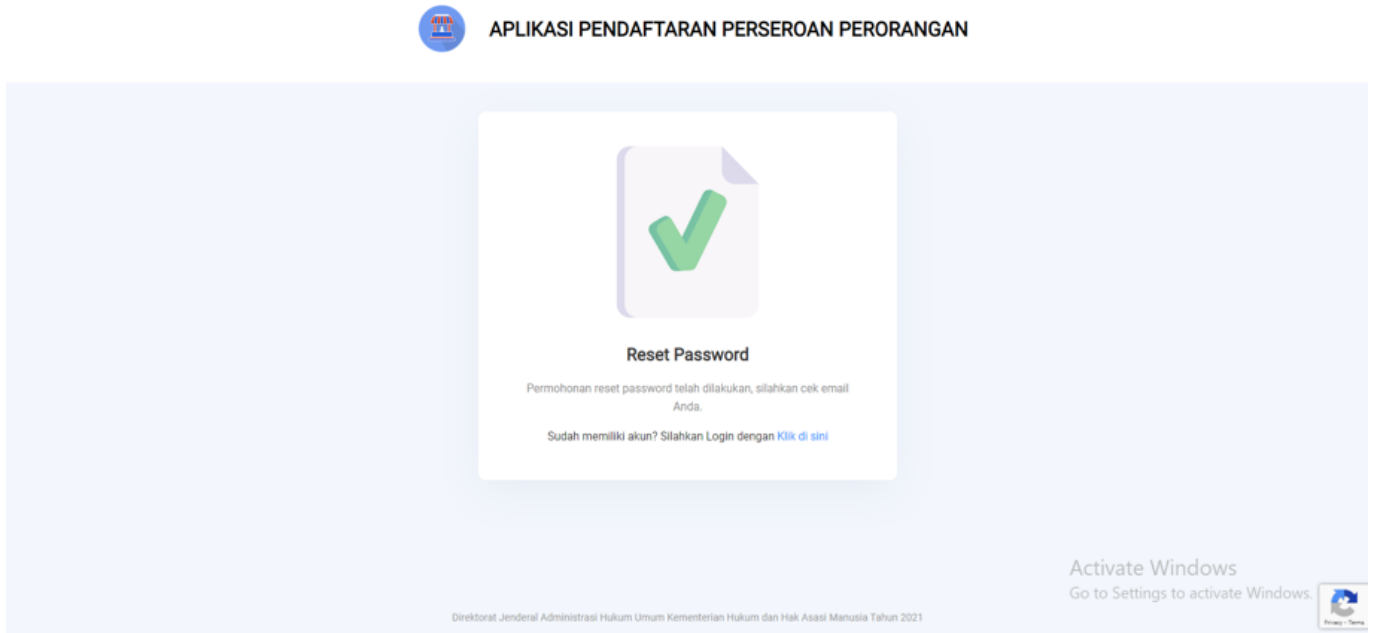 APLIKASI PENDAFTARAN PERSEROAN PERORANGAN
Reset Password
Permohonan reset password telah dilakukan, silahkan cek email
Anda.
Sudah memiliki akun? Silahkan Login dengan Klik di sini
Activate Windows
Go to Settings to activate Windows.
Privacy - Terms
Direktorat Jenderal Administrasi Hukum Umum Kementerian Hukum dan Hak Asasi Manusia Tahun 2021